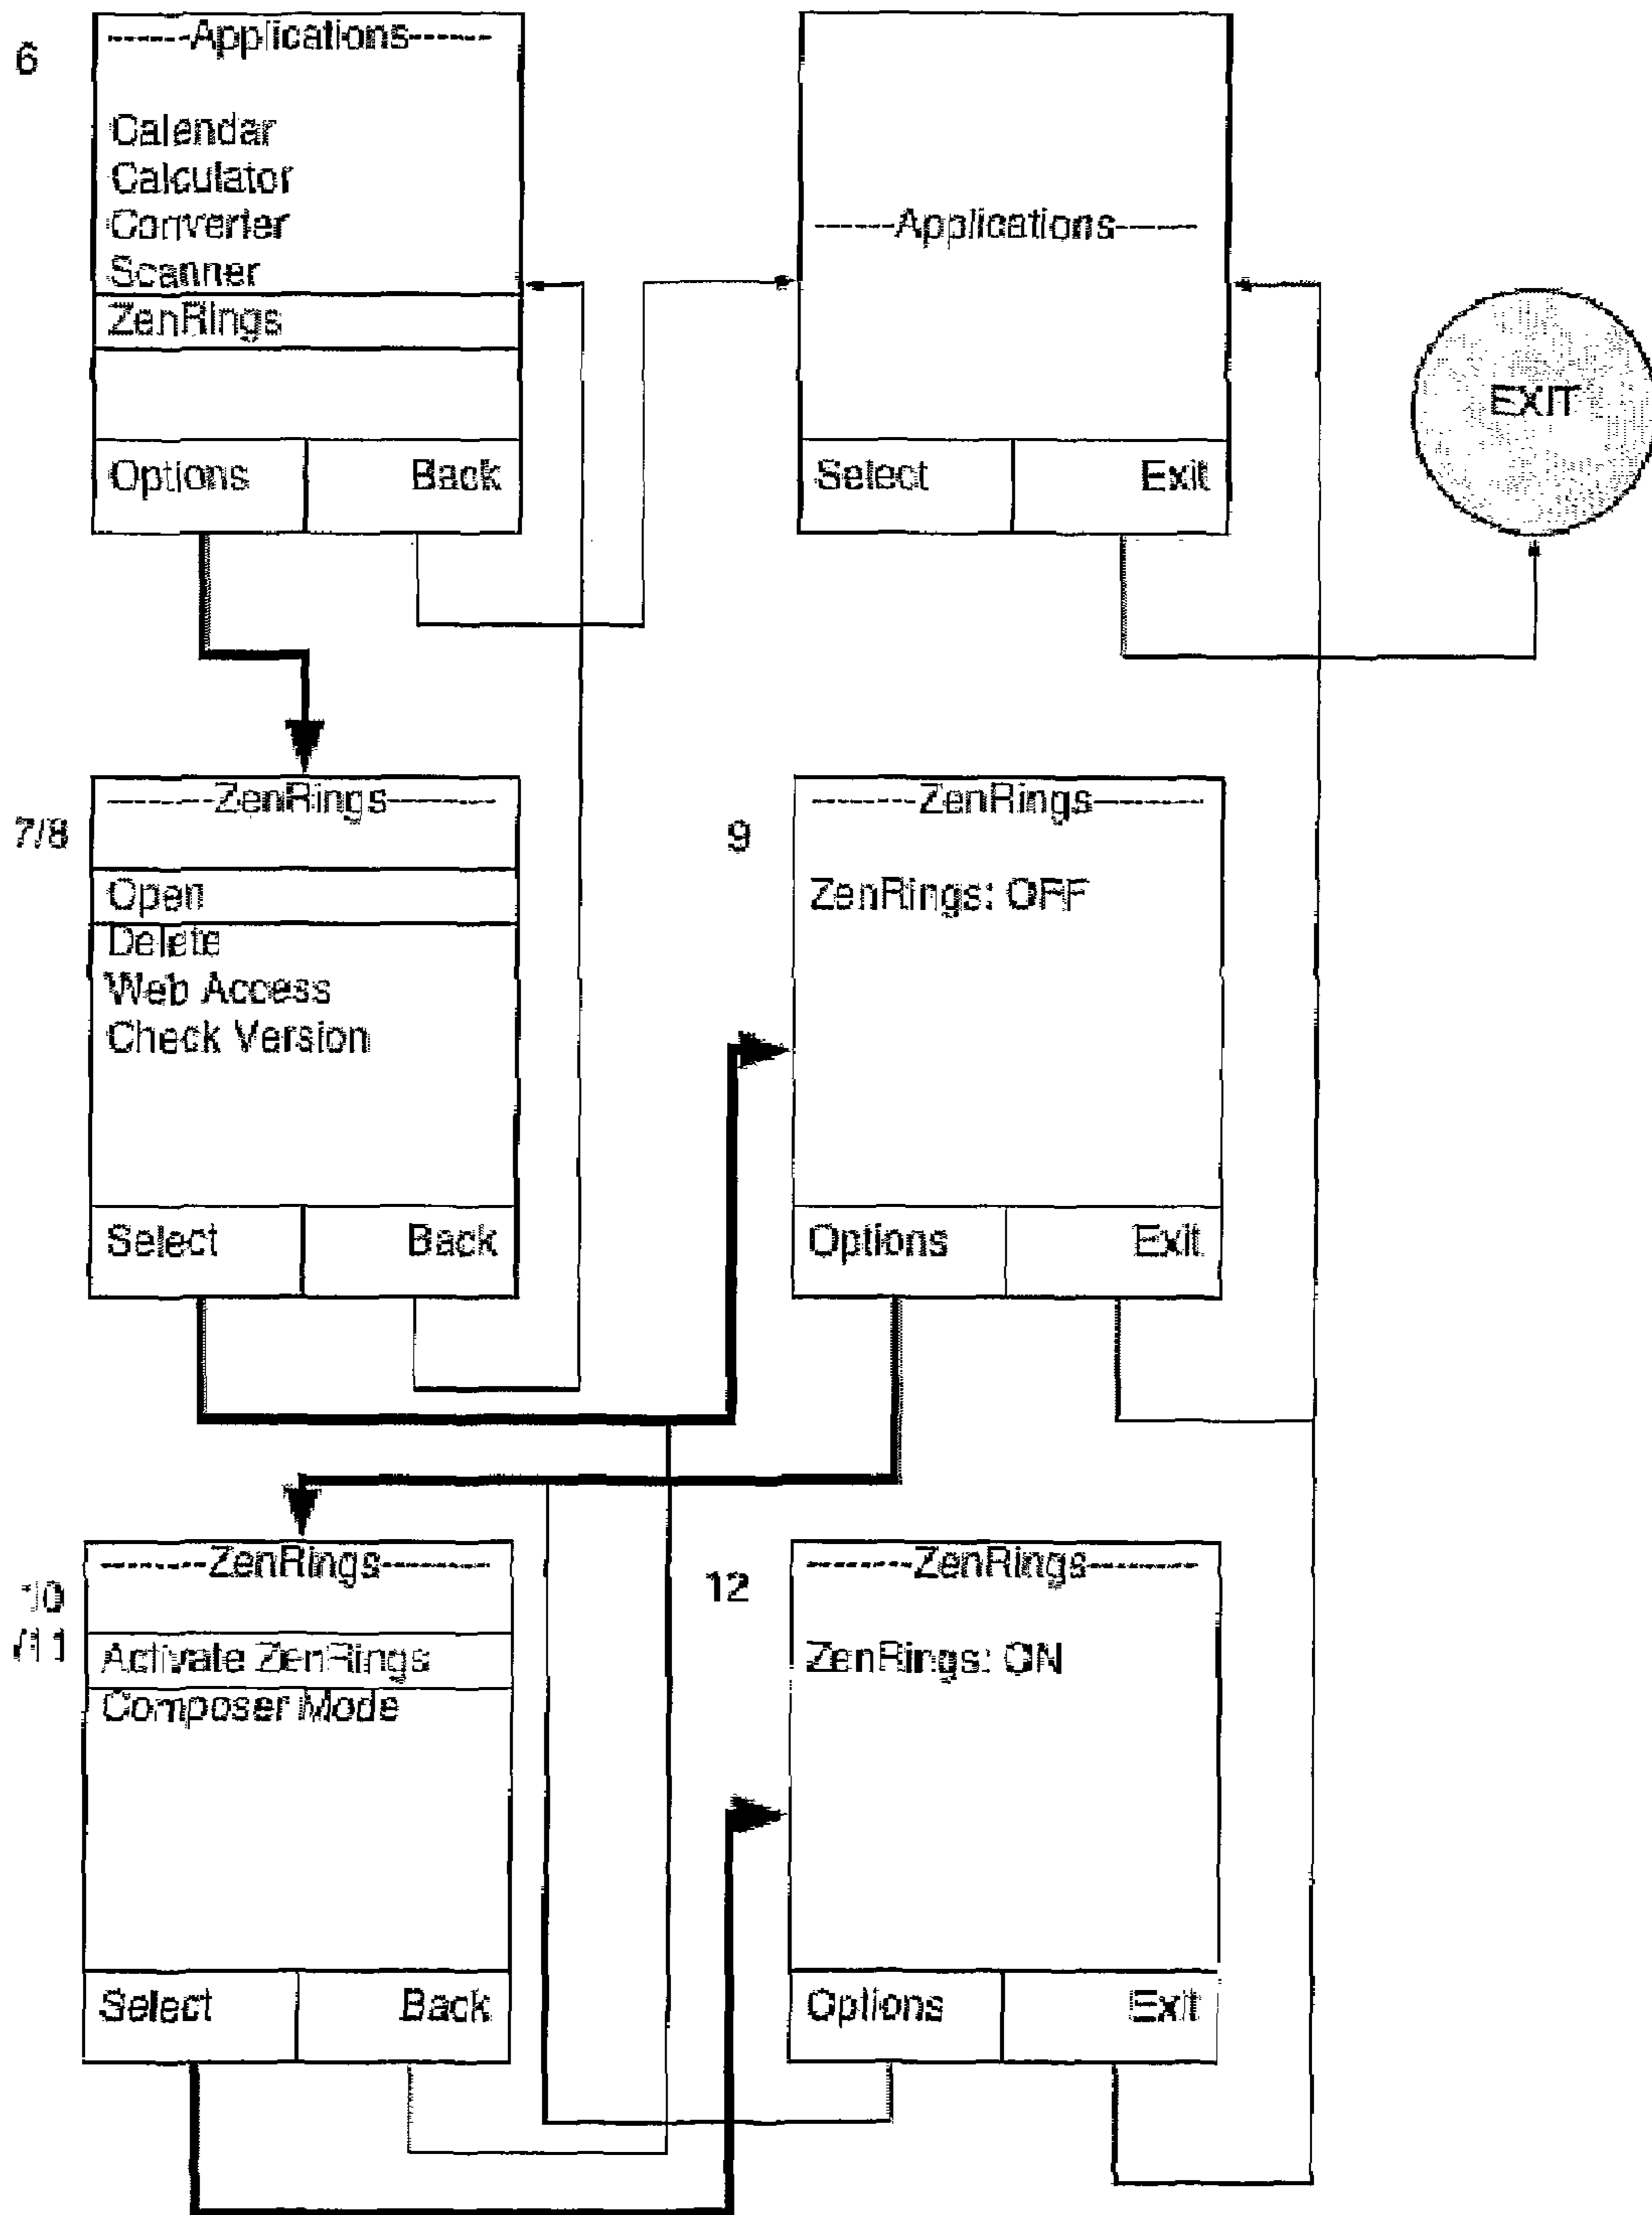 6
------Applications------
Calendar
Calculator
Converter
Scanner
ZenRings
Options Back
------Applications------
Select Exit
EXIT
7/8
-------ZenRings-------
Open
Delete
Web Access
Check Version
Select Back
9
-------ZenRings-------
ZenRings: OFF
Options Exit
10
/11
-------ZenRings-------
Activate ZenRings
Composer Mode
Select Back
12
-------ZenRings-------
ZenRings: ON
Options Exit